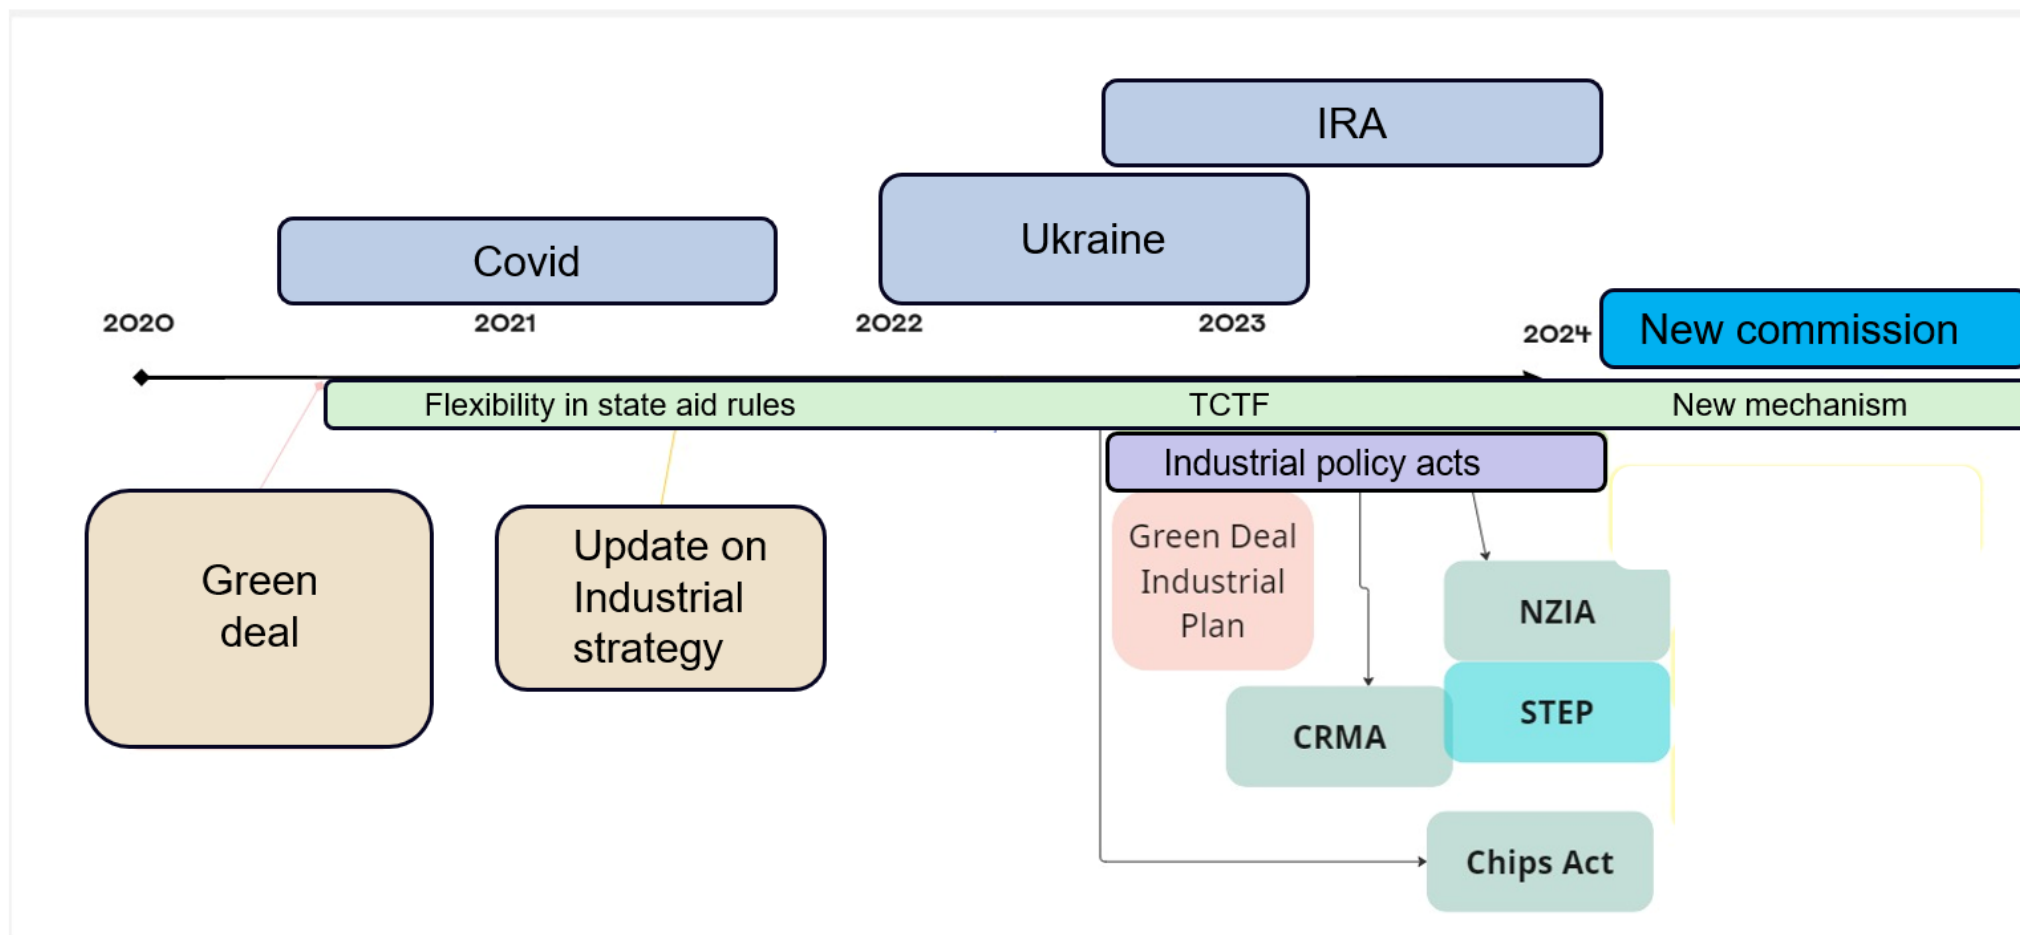 IRA
Ukraine
Covid
2020
2021
2022
2023
2024
New commission
Flexibility in state aid rules
TCTF
New mechanism
Industrial policy acts
Green
deal
Update on
Industrial
strategy
Green Deal
Industrial
Plan
NZIA
STEP
CRMA
Chips Act